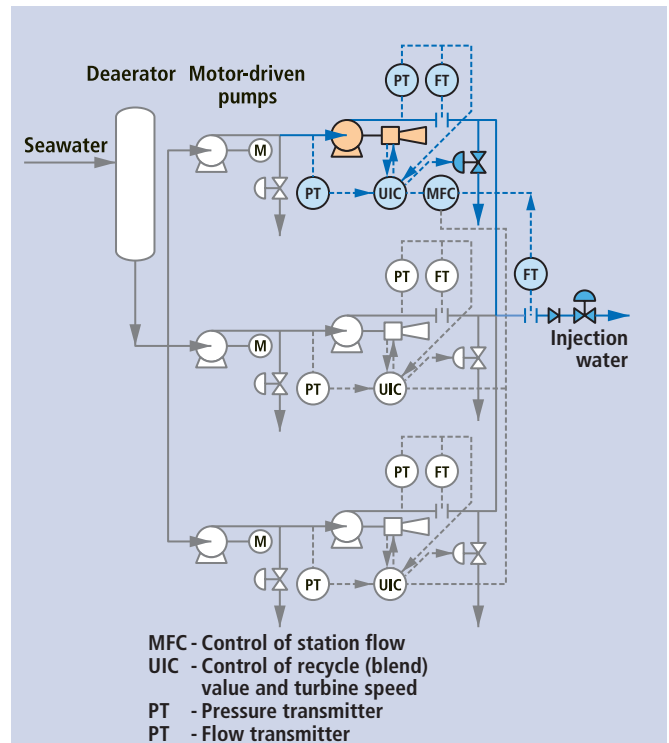 Deaerator
Motor-driven
pumps
Seawater
PT
FT
M
PT
UIC
MFC
FT
PT
FT
M
PT
UIC
Injection
water
PT
FT
M
PT
UIC
MFC - Control of station flow
UIC - Control of recycle (blend)
value and turbine speed
PT - Pressure transmitter
PT - Flow transmitter